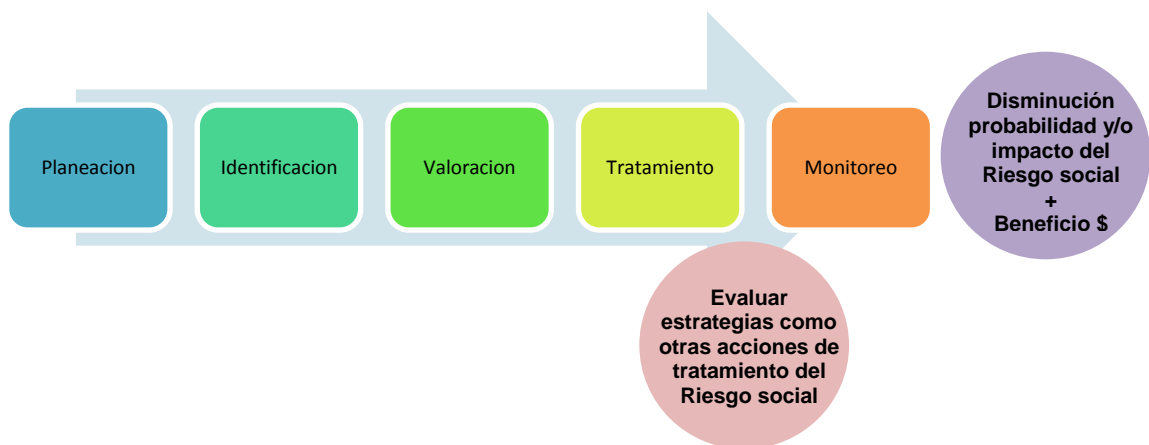 Planeacion
Identificacion
Valoracion
Tratamiento
Monitoreo
Disminución
probabilidad y/o
impacto del
Riesgo social
+
Beneficio $
Evaluar
estrategias como
otras acciones de
tratamiento del
Riesgo social